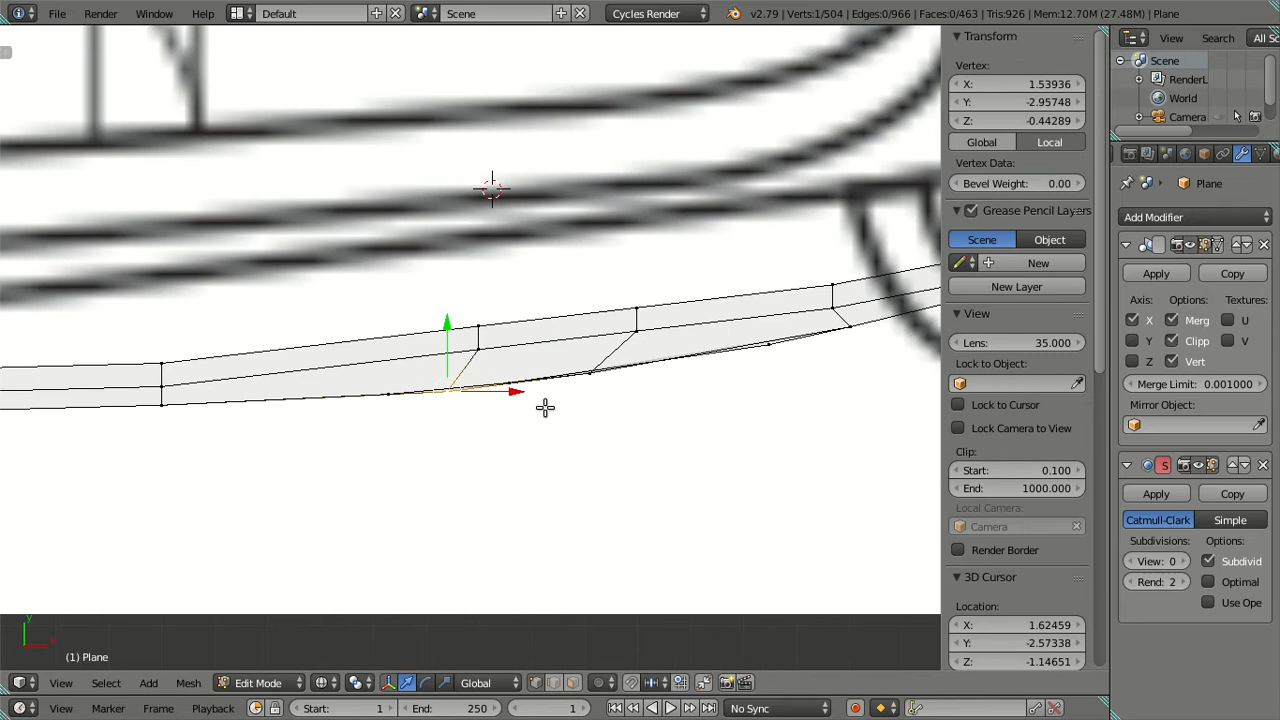 File Render Window Help Default Scene Cycles Render v2.79 | Verts:1/504 | Edges:0/966 | Faces:0/463 | Tris:926 | Mem:12.70M (27.48M) | Plane
Transform
Vertex:
X: 1.53936
Y: -2.95748
Z: -0.44289
Global Local
Vertex Data:
Bevel Weight: 0.00
Grease Pencil Layers
Scene Object
New
New Layer
View
Lens: 35.000
Lock to Object:
Lock to Cursor
Lock Camera to View
Clip:
Start: 0.100
End: 1000.000
Local Camera:
Camera
Render Border
3D Cursor
Location:
X: 1.62459
Y: -2.57338
Z: -1.14651
View Search All Sc
Scene
RenderL
World
Camera
Plane
Add Modifier
Apply Copy
Axis: Options: Textures:
X Merg U
Y Clipp V
Z Vert
Merge Limit: 0.001000
Mirror Object:
S
Apply Copy
Catmull-Clark Simple
Subdivisions: Options:
View: 0 Subdivid
Rend: 2 Optimal
Use Ope
y
x
(1) Plane
View Select Add Mesh Edit Mode Global
View Marker Frame Playback Start: 1 End: 250 1 No Sync